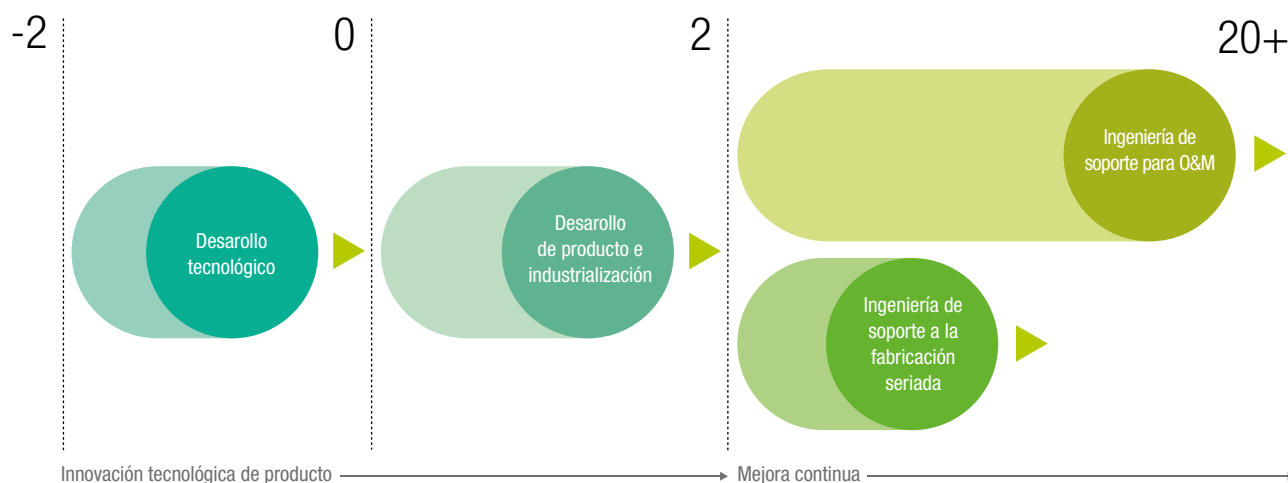 -2
0
2
20+
Desarollo
tecnológico
Desarollo
de producto e
industrialización
Ingeniería de
soporte para O&M
Ingeniería de
soporte a la
fabricación
seriada
Innovación tecnológica de producto
Mejora continua